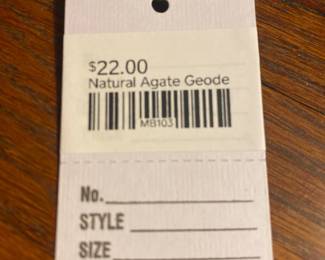 $22.00
Natural Agate Geode
MB103
No.
STYLE
SIZE